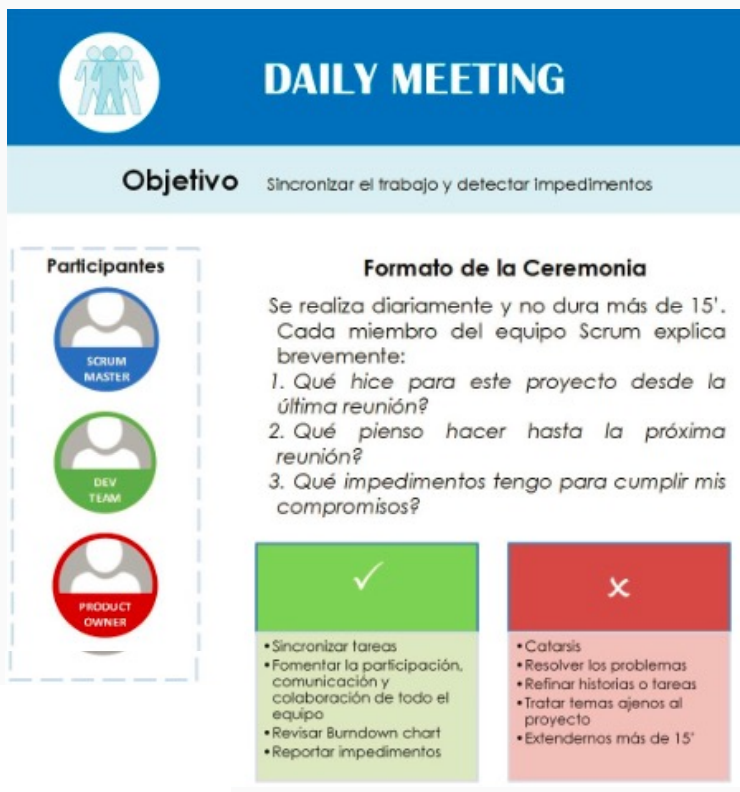 DAILY MEETING
Objetivo Sincronizar el trabajo y detectar impedimentos
Participantes
SCRUM
MASTER
DEV
TEAM
PRODUCT
OWNER
Formato de la Ceremonia
Se realiza diariamente y no dura más de 15'.
Cada miembro del equipo Scrum explica
brevemente:
1. Qué hice para este proyecto desde la
última reunión?
2. Qué pienso hacer hasta la próxima
reunión?
3. Qué impedimentos tengo para cumplir mis
compromisos?
✓
• Sincronizar tareas
• Fomentar la participación,
comunicación y
colaboración de todo el
equipo
• Revisar Burndown chart
• Reportar impedimentos
x
• Catarsis
• Resolver los problemas
• Refinar historias o tareas
• Tratar temas ajenos al
proyecto
• Extendernos más de 15'